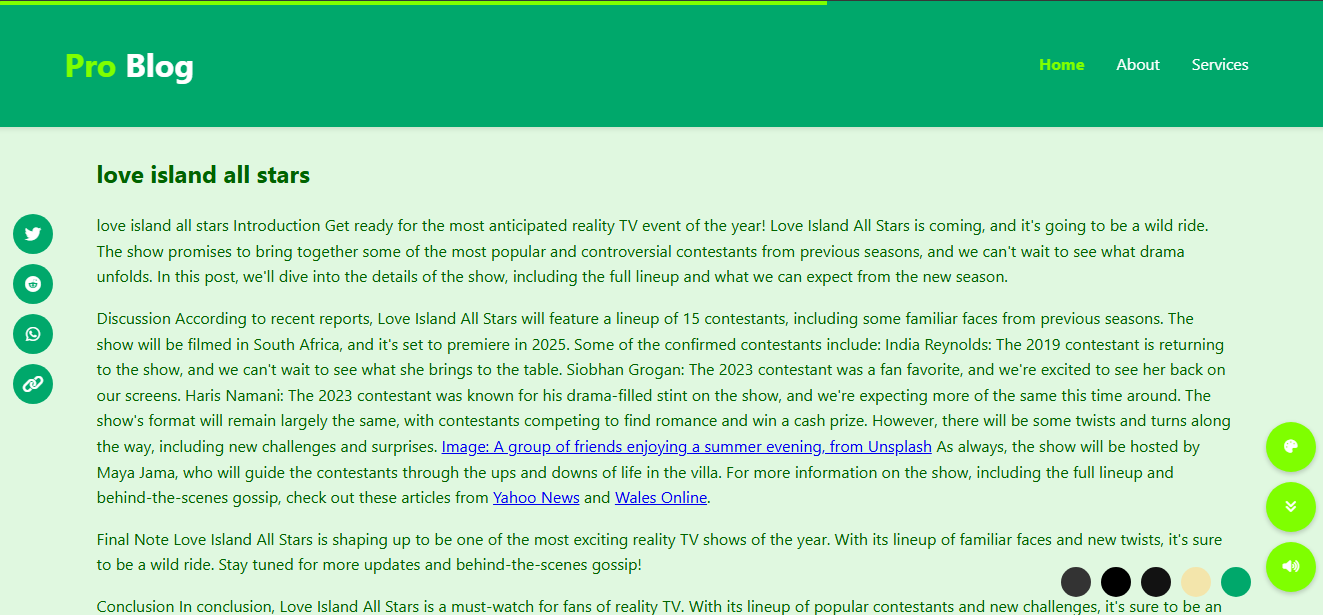 Pro Blog
Home About Services
love island all stars
love island all stars Introduction Get ready for the most anticipated reality TV event of the year! Love Island All Stars is coming, and it's going to be a wild ride.
The show promises to bring together some of the most popular and controversial contestants from previous seasons, and we can't wait to see what drama
unfolds. In this post, we'll dive into the details of the show, including the full lineup and what we can expect from the new season.
Discussion According to recent reports, Love Island All Stars will feature a lineup of 15 contestants, including some familiar faces from previous seasons. The
show will be filmed in South Africa, and it's set to premiere in 2025. Some of the confirmed contestants include: India Reynolds: The 2019 contestant is returning
to the show, and we can't wait to see what she brings to the table. Siobhan Grogan: The 2023 contestant was a fan favorite, and we're excited to see her back on
our screens. Haris Namani: The 2023 contestant was known for his drama-filled stint on the show, and we're expecting more of the same this time around. The
show's format will remain largely the same, with contestants competing to find romance and win a cash prize. However, there will be some twists and turns along
the way, including new challenges and surprises. Image: A group of friends enjoying a summer evening, from Unsplash As always, the show will be hosted by
Maya Jama, who will guide the contestants through the ups and downs of life in the villa. For more information on the show, including the full lineup and
behind-the-scenes gossip, check out these articles from Yahoo News and Wales Online.
Final Note Love Island All Stars is shaping up to be one of the most exciting reality TV shows of the year. With its lineup of familiar faces and new twists, it's sure
to be a wild ride. Stay tuned for more updates and behind-the-scenes gossip!
Conclusion In conclusion, Love Island All Stars is a must-watch for fans of reality TV. With its lineup of popular contestants and new challenges, it's sure to be an